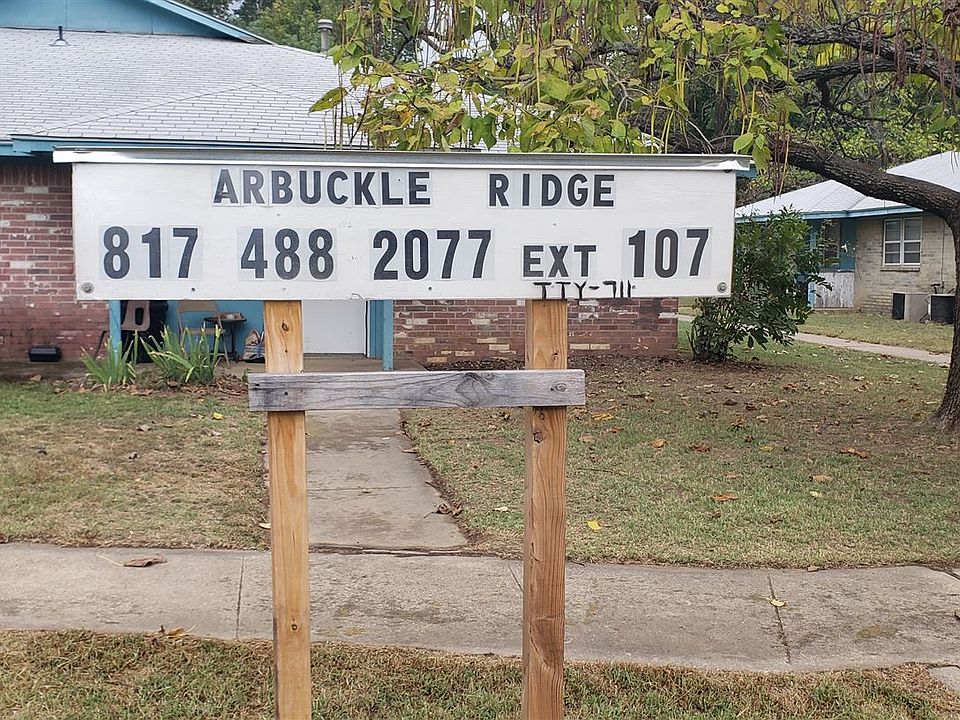 ARBUCKLE RIDGE
817 488 2077 EXT 107
TTY-711